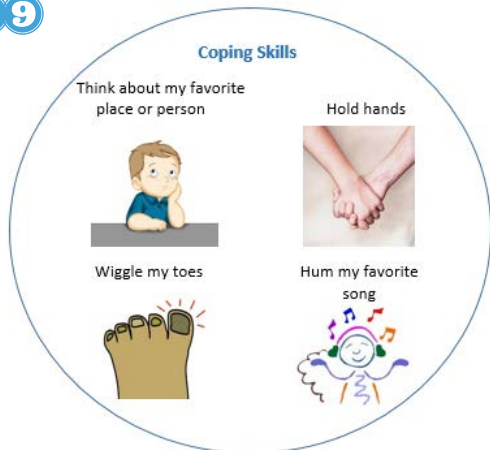 9
Coping Skills
Think about my favorite
place or person
Hold hands
Wiggle my toes
Hum my favorite
song